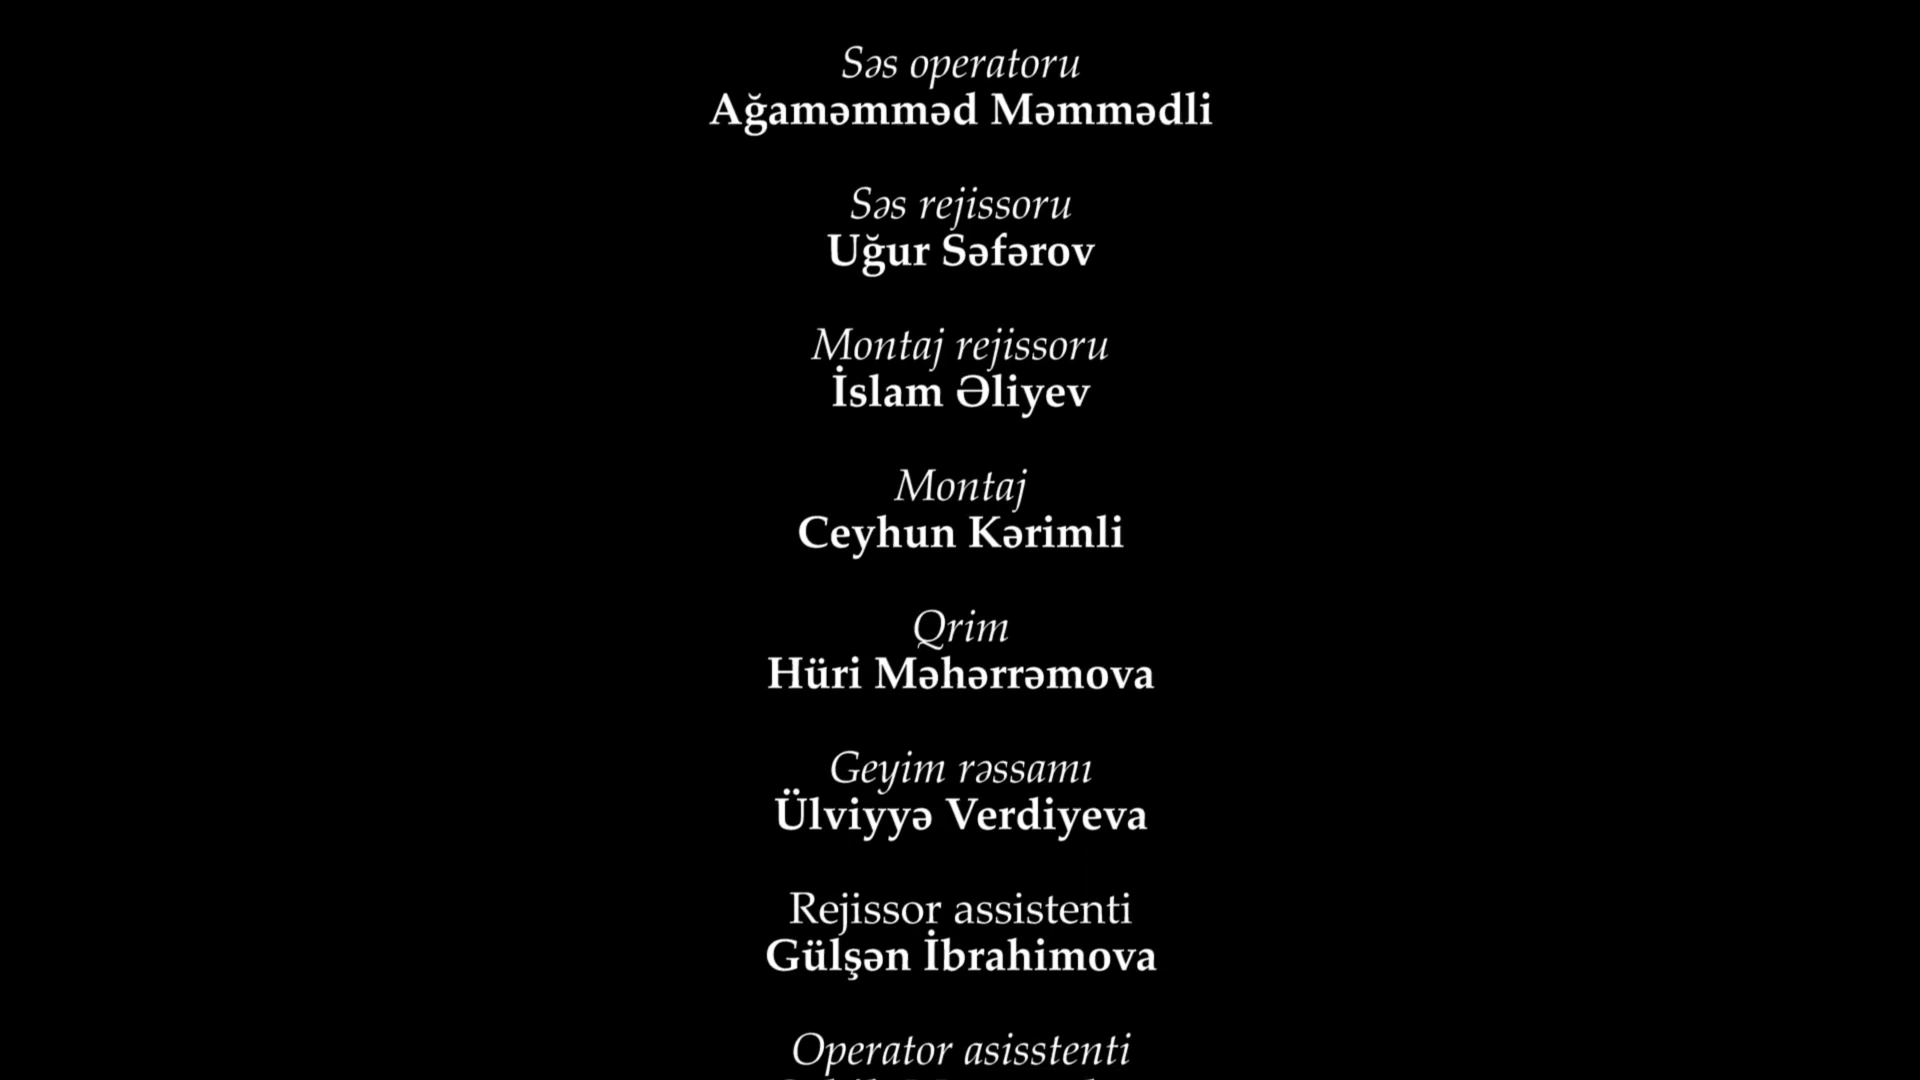 Səs operatoru
Ağaməmməd Məmmədli
Səs rejissoru
Uğur Səfərov
Montaj rejissoru
İslam Əliyev
Montaj
Ceyhun Kərimli
Qrim
Hüri Məhərrəmova
Geyim rəssamı
Ülviyyə Verdiyeva
Rejissor assistenti
Gülşən İbrahimova
Operator asisstenti